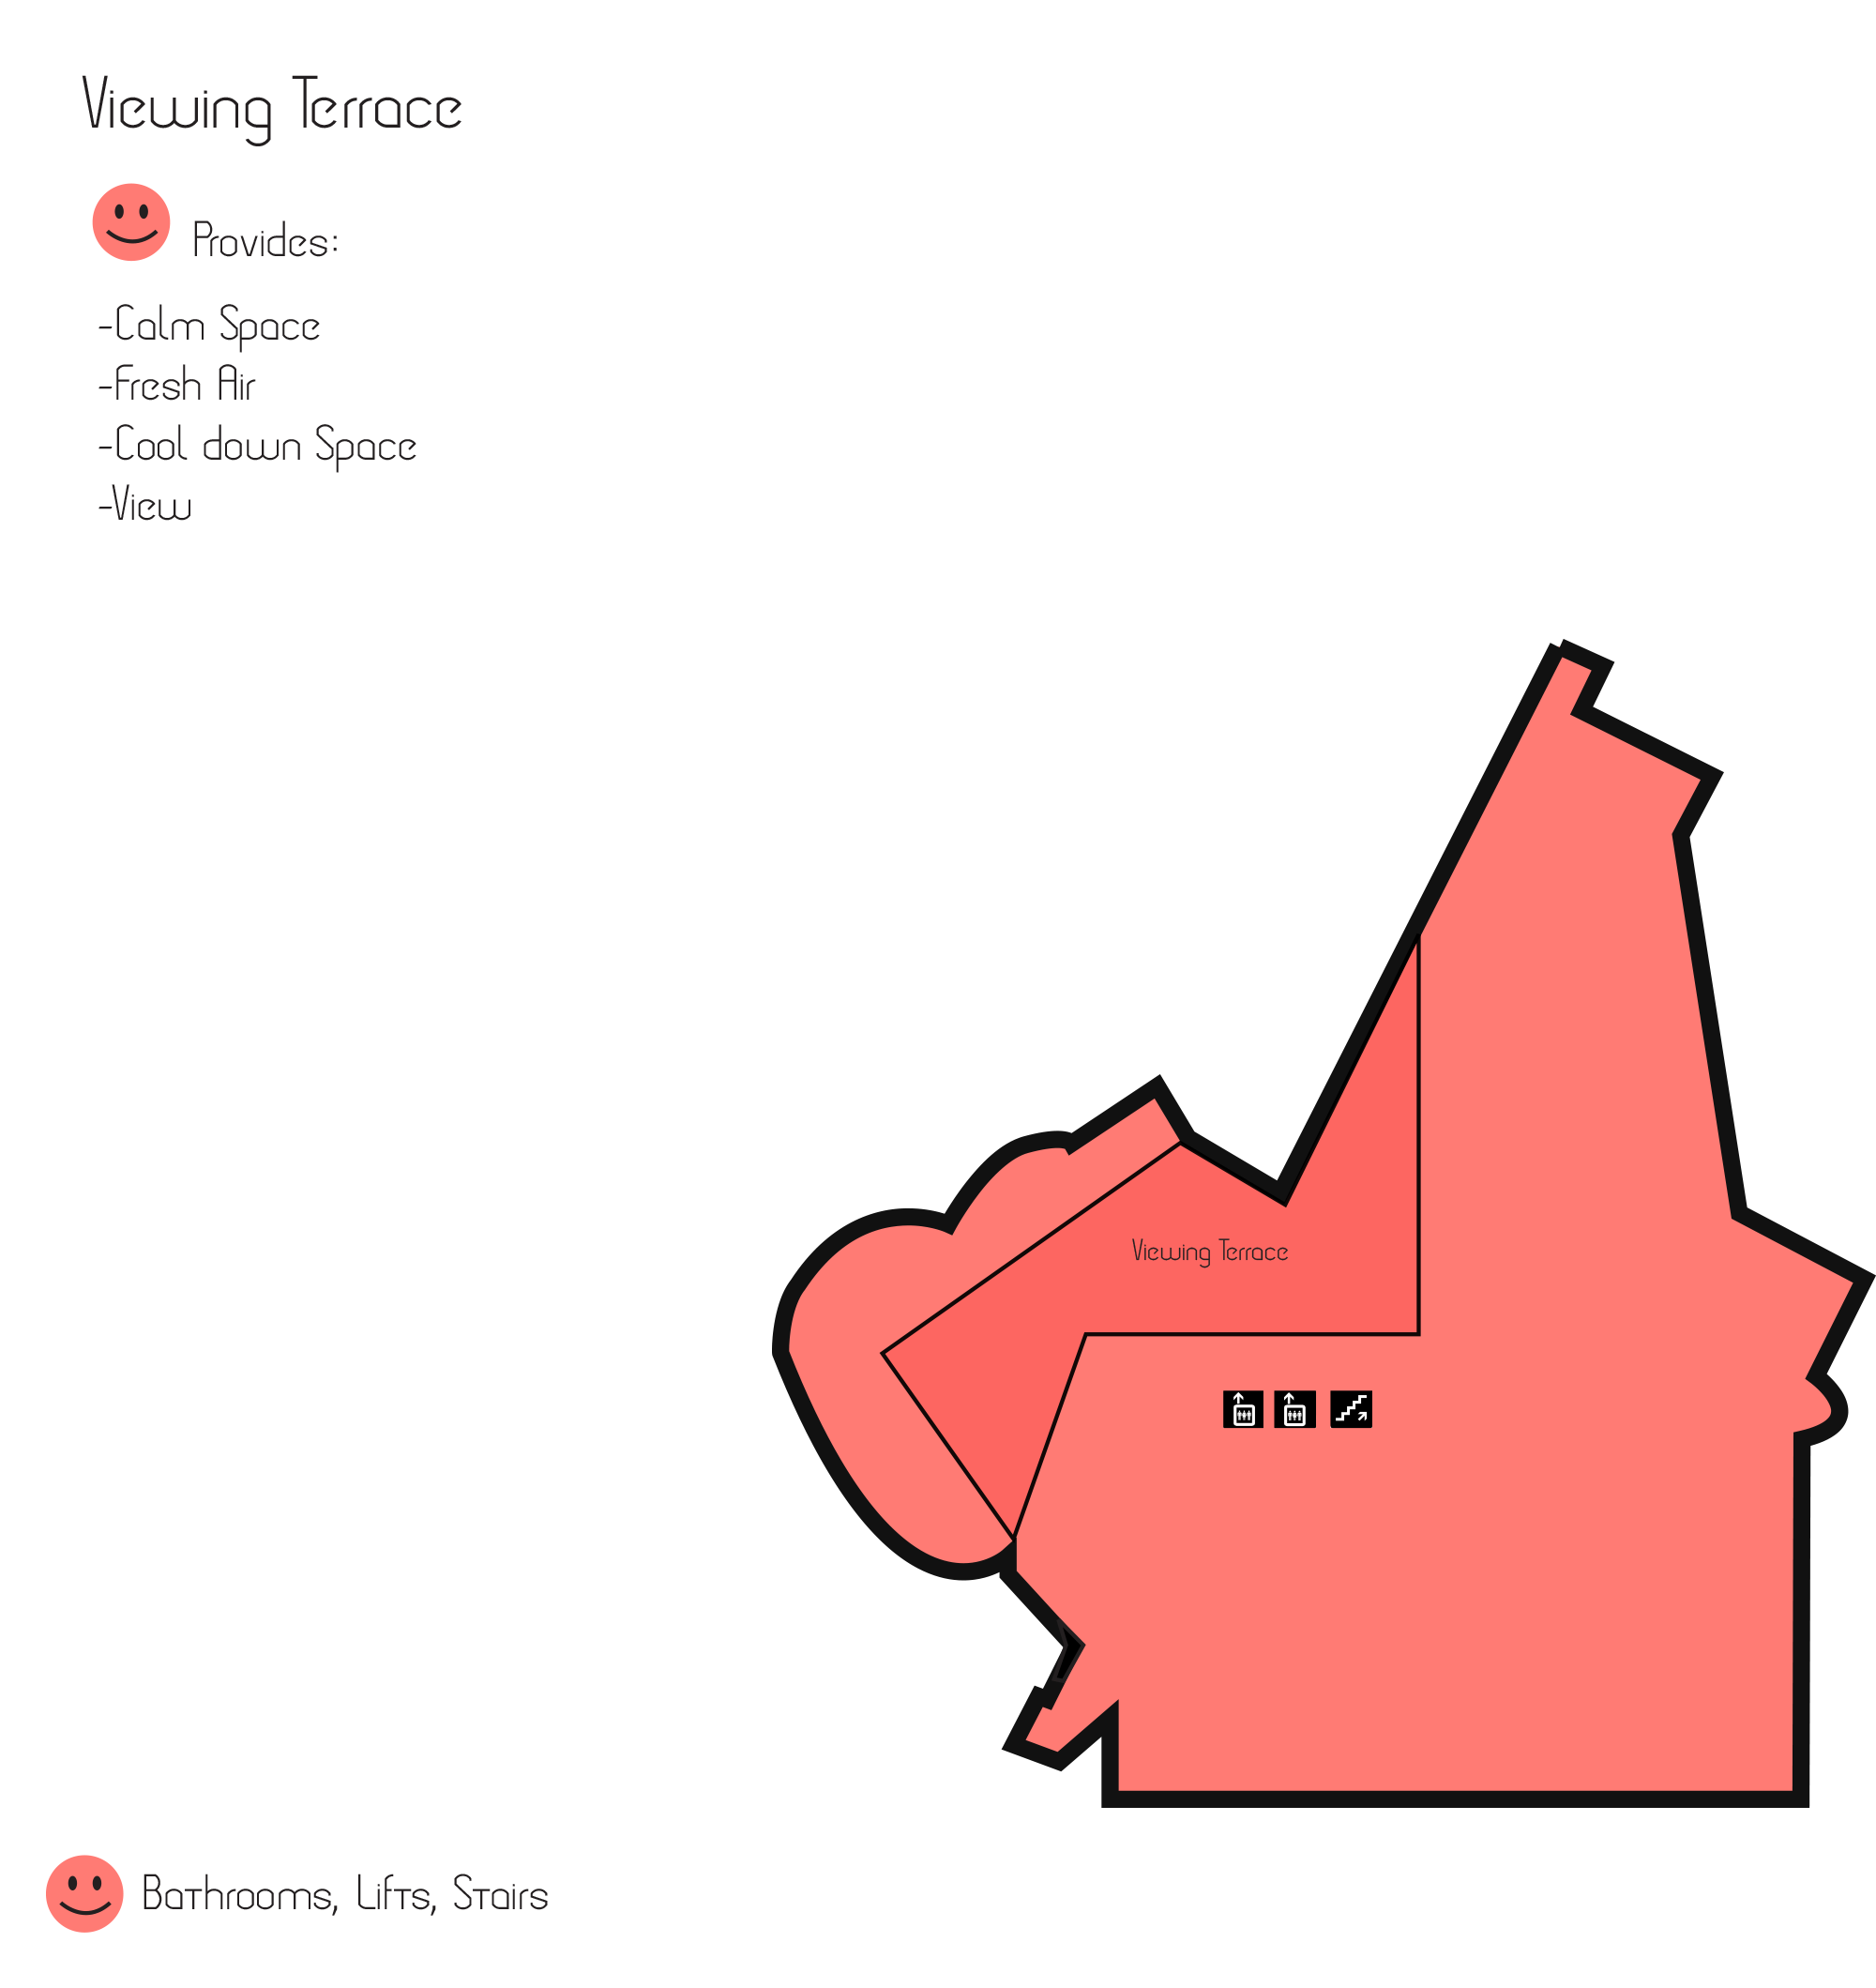 Viewing Terrace
Provides:
-Calm Space
-Fresh Air
-Cool down Space
-View
Viewing Terrace
Bathrooms, Lifts, Stairs